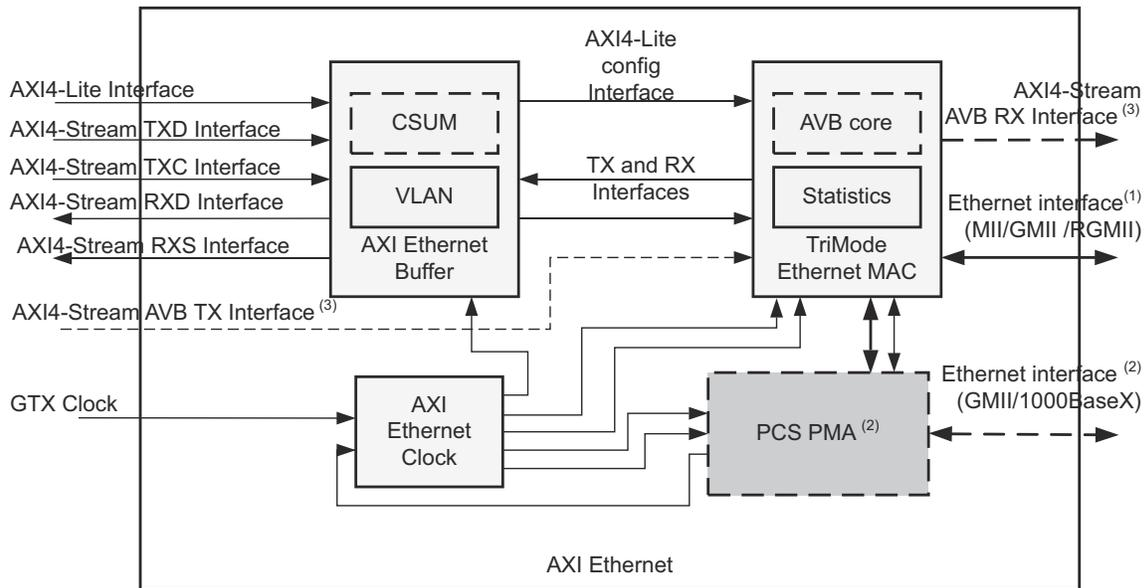 AXI4-Lite
config
Interface
AXI4-Lite Interface
AXI4-Stream TXD Interface
AXI4-Stream TXC Interface
AXI4-Stream RXD Interface
AXI4-Stream RXS Interface
AXI4-Stream AVB TX Interface (3)
GTX Clock
CSUM
VLAN
AXI Ethernet
Buffer
TX and RX
Interfaces
AVB core
Statistics
TriMode
Ethernet MAC
AXI4-Stream
AVB RX Interface (3)
Ethernet interface(1)
(MII/GMII /RGMII)
AXI
Ethernet
Clock
PCS PMA (2)
Ethernet interface (2)
(GMII/1000BaseX)
AXI Ethernet